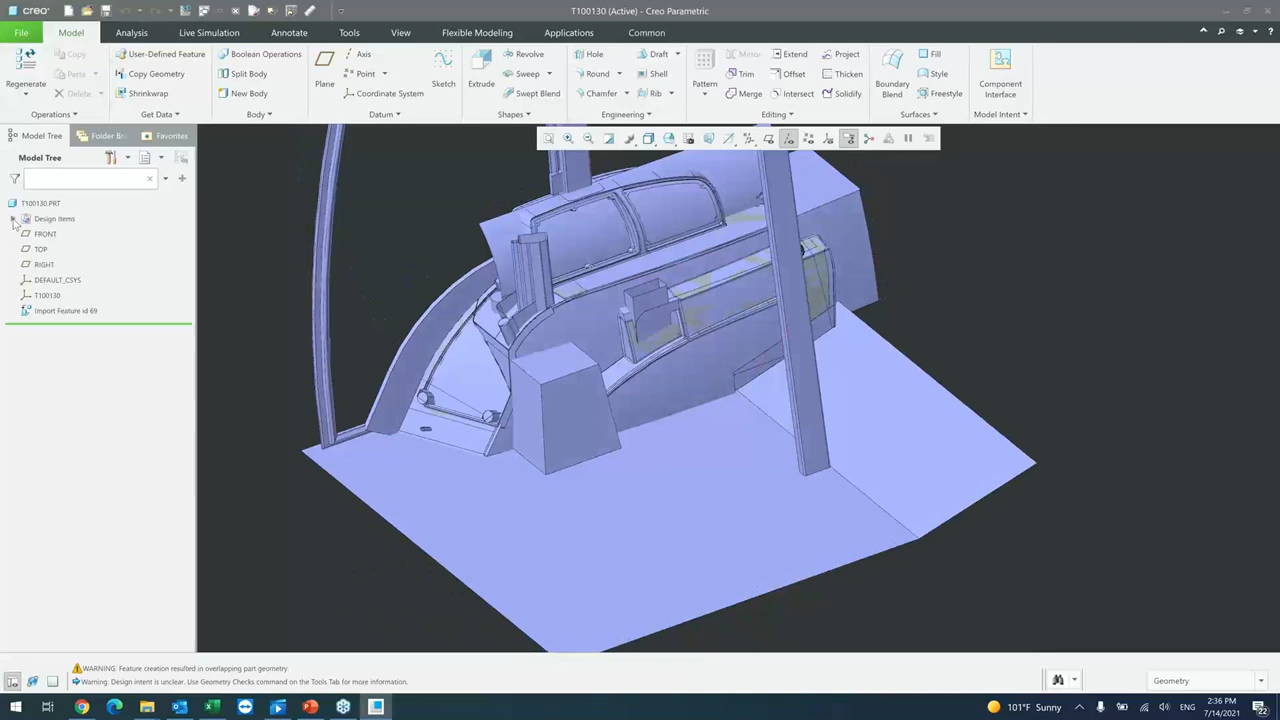 creo
T100130 (Active) - Creo Parametric
File
Model
Analysis
Live Simulation
Annotate
Tools
View
Flexible Modeling
Applications
Common
Regenerate
Copy
Paste
Delete
Operations
User-Defined Feature
Copy Geometry
Shrinkwrap
Get Data
Boolean Operations
Split Body
New Body
Body
Plane
Axis
Point
Coordinate System
Sketch
Datum
Extrude
Revolve
Sweep
Swept Blend
Shapes
Hole
Round
Chamfer
Draft
Shell
Rib
Engineering
Pattern
Mirror
Trim
Merge
Extend
Offset
Intersect
Project
Thicken
Solidify
Editing
Boundary
Blend
Fill
Style
Freestyle
Surfaces
Component
Interface
Model Intent
Model Tree
Folder Br
Favorites
Model Tree
T100130.PRT
Design Items
FRONT
TOP
RIGHT
DEFAULT_CSYS
T100130
Import Feature id 69
WARNING: Feature creation resulted in overlapping part geometry.
Warning: Design intent is unclear. Use Geometry Checks command on the Tools Tab for more information.
Geometry
101°F Sunny
ENG
2:36 PM
7/14/2021
22